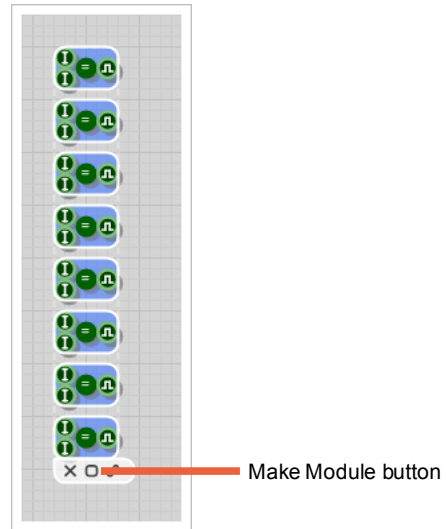 I
= 
I
I
=
I
I
=
I
I
=
I
I
=
I
I
=
I
I
=
I
I
=
I
Make Module button